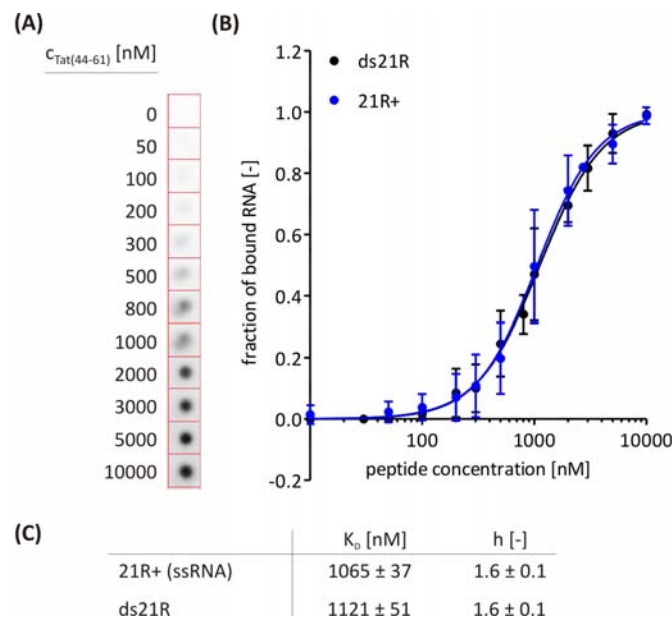 (A)
c_Tat(44-61) [nM]
0
50
100
200
300
500
800
1000
2000
3000
5000
10000
(B)
1.2
1.0
0.8
0.6
0.4
0.2
0.0
-0.2
fraction of bound RNA [-]
ds21R
21R+
100 1000 10000
peptide concentration [nM]
(C)
K_D [nM] h [-]
21R+ (ssRNA) 1065 ± 37 1.6 ± 0.1
ds21R 1121 ± 51 1.6 ± 0.1